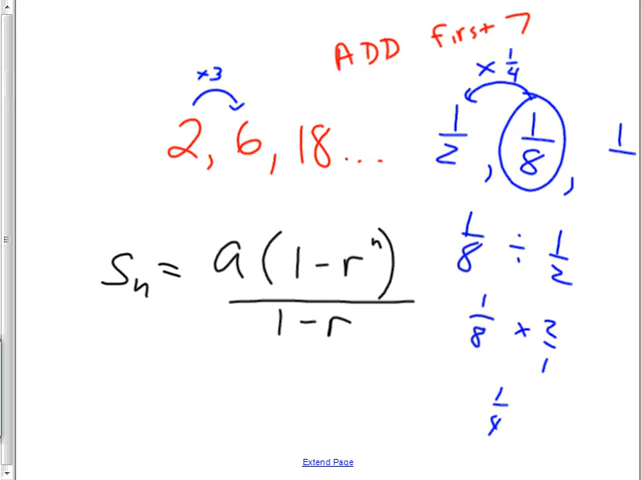 ADD first 7
×3
× 1/4
2, 6, 18...
1/2, 1/8, 1
Sn = a(1-rⁿ)/1-r
1/8 ÷ 1/2
1/8 × 2/1
1/4
Extend Page